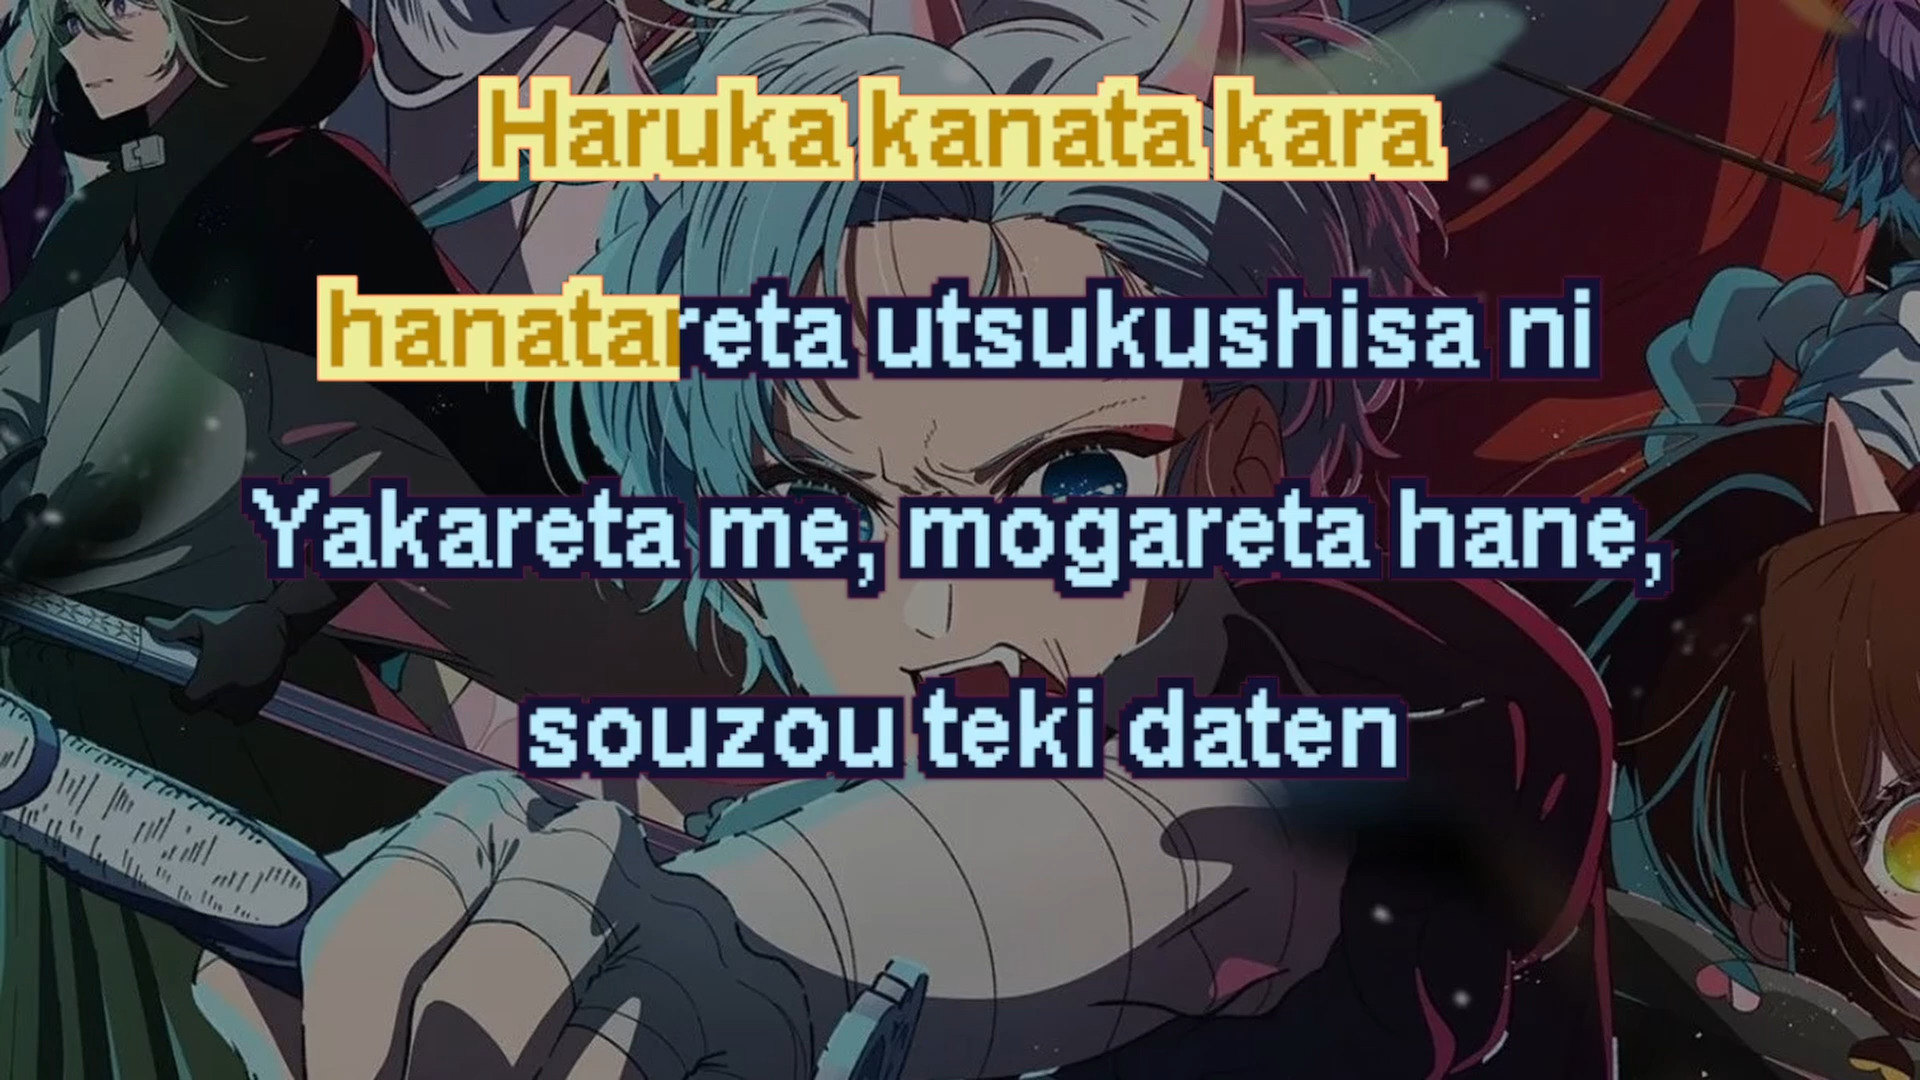 Haruka kanata kara
hanatareta utsukushisa ni
Yakareta me, mogareta hane,
souzou teki daten